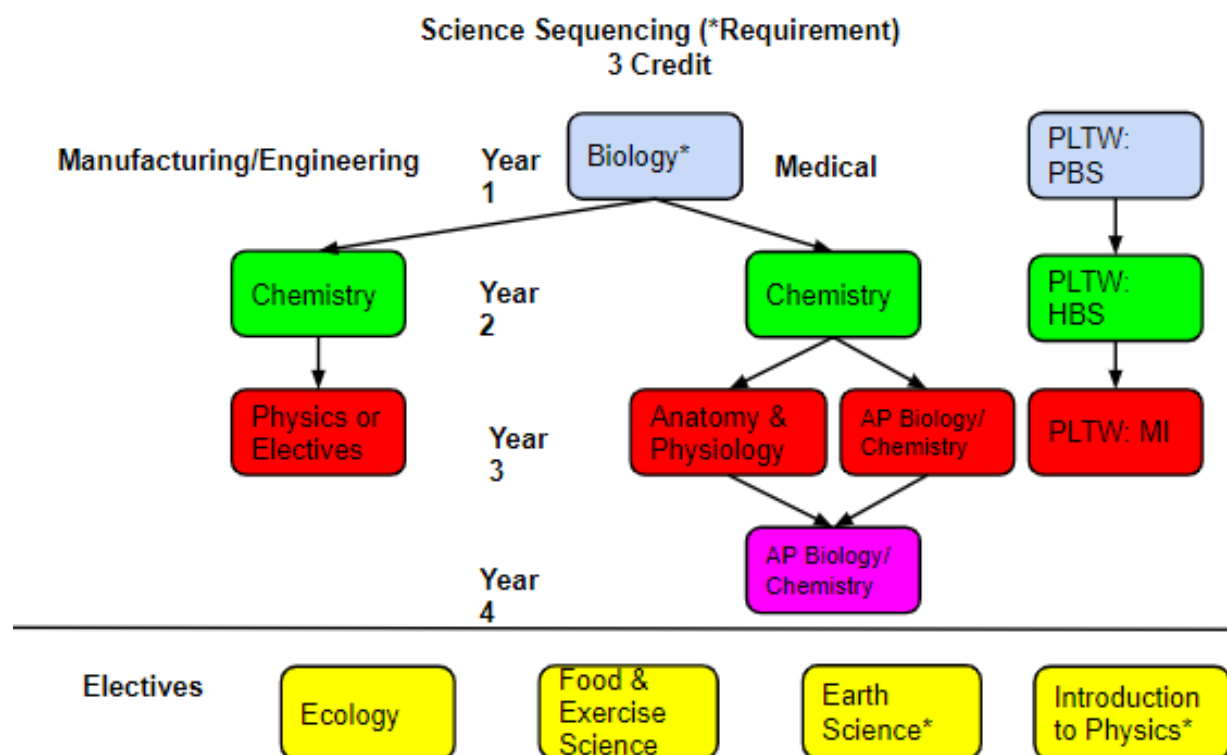 Science Sequencing (*Requirement)
3 Credit
Manufacturing/Engineering
Year
1
Biology*
Medical
PLTW:
PBS
Chemistry
Year
2
Chemistry
PLTW:
HBS
Physics or
Electives
Year
3
Anatomy &
Physiology
AP Biology/
Chemistry
PLTW: MI
Year
4
AP Biology/
Chemistry
Electives
Ecology
Food &
Exercise
Science
Earth
Science*
Introduction
to Physics*